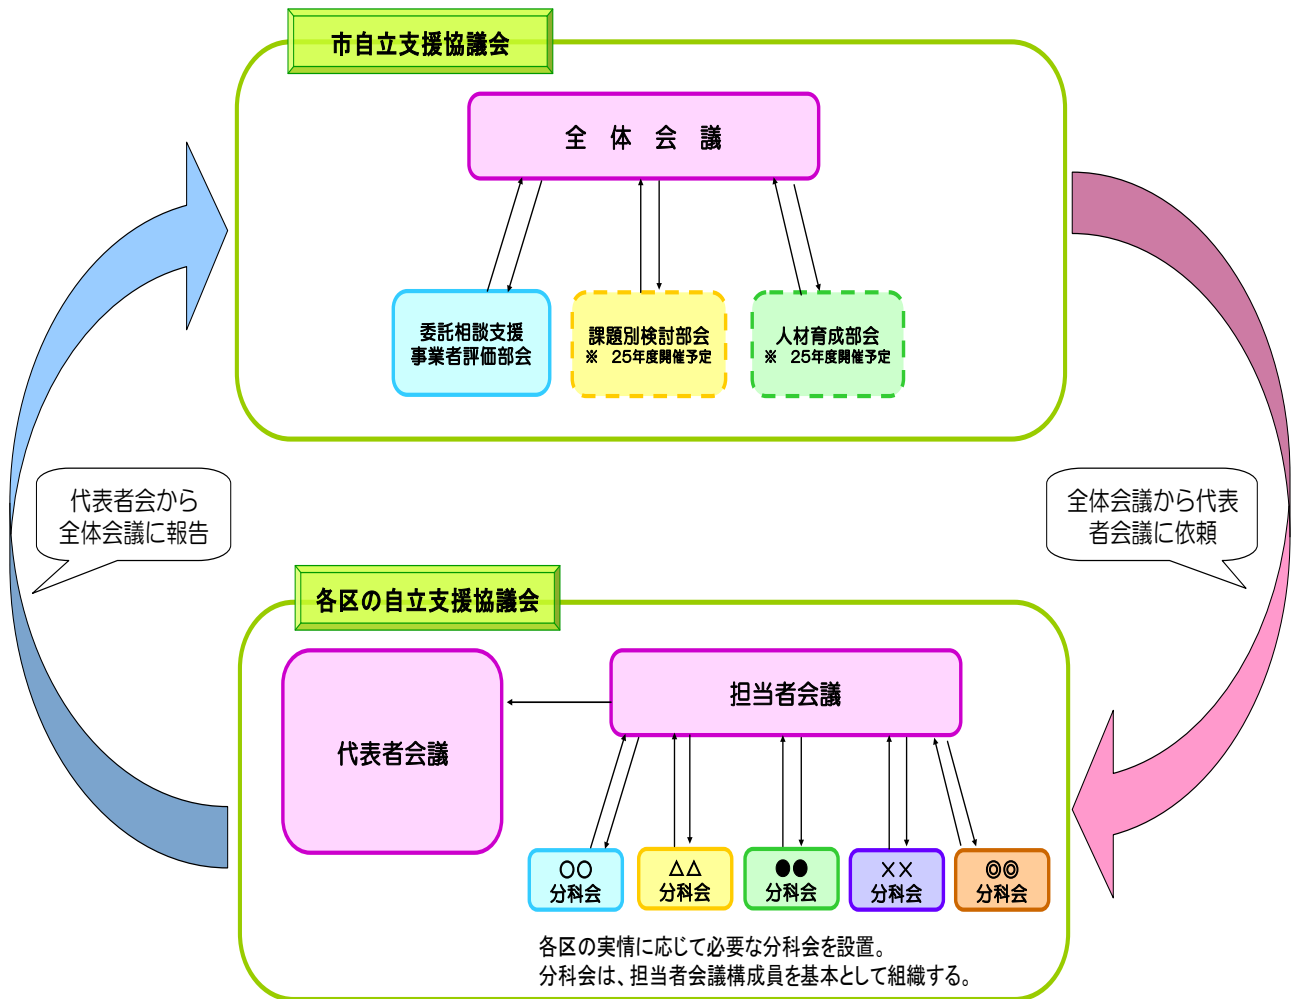 市自立支援協議会
全　体　会　議
委託相談支援
事業者評価部会
課題別検討部会
※　25年度開催予定
人材育成部会
※　25年度開催予定
代表者会から
全体会議に報告
全体会議から代表
者会議に依頼
各区の自立支援協議会
代表者会議
担当者会議
○○
分科会
△△
分科会
●●
分科会
××
分科会
◎◎
分科会
各区の実情に応じて必要な分科会を設置。
分科会は、担当者会議構成員を基本として組織する。